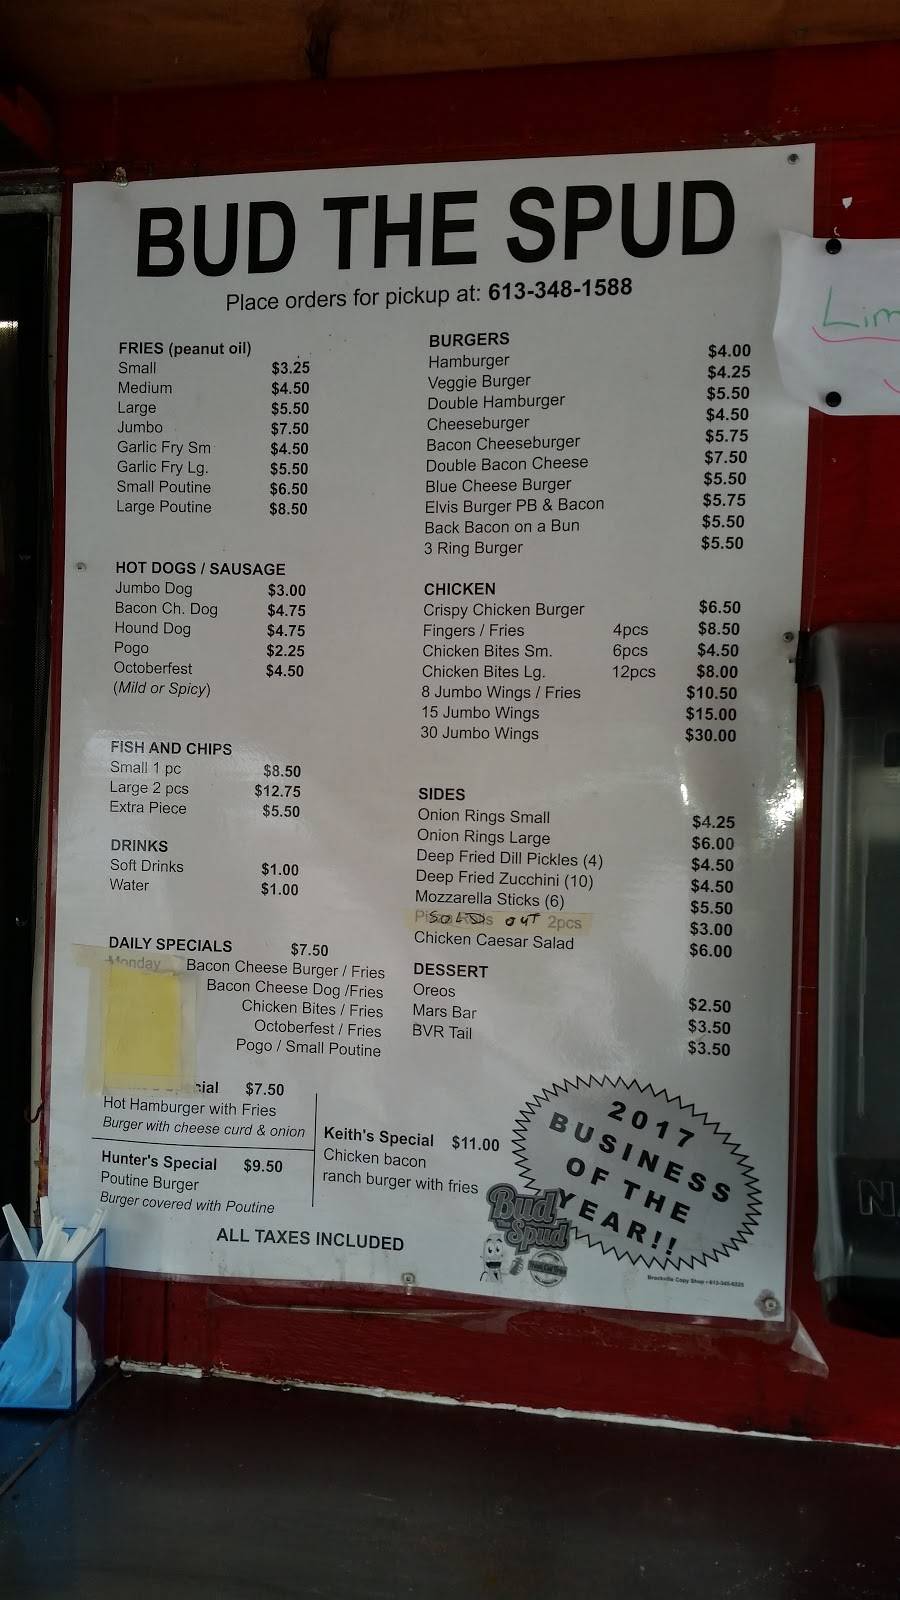 BUD THE SPUD
Place orders for pickup at: 613-348-1588
FRIES (peanut oil)
Small $3.25
Medium $4.50
Large $5.50
Jumbo $7.50
Garlic Fry Sm $4.50
Garlic Fry Lg. $5.50
Small Poutine $6.50
Large Poutine $8.50
HOT DOGS / SAUSAGE
Jumbo Dog $3.00
Bacon Ch. Dog $4.75
Hound Dog $4.75
Pogo $2.25
Octoberfest $4.50
(Mild or Spicy)
FISH AND CHIPS
Small 1 pc $8.50
Large 2 pcs $12.75
Extra Piece $5.50
DRINKS
Soft Drinks $1.00
Water $1.00
DAILY SPECIALS $7.50
Monday Bacon Cheese Burger / Fries
Bacon Cheese Dog /Fries
Chicken Bites / Fries
Octoberfest / Fries
Pogo / Small Poutine
$7.50
Hot Hamburger with Fries
Burger with cheese curd & onion
Hunter's Special $9.50
Poutine Burger
Burger covered with Poutine
Keith's Special $11.00
Chicken bacon
ranch burger with fries
ALL TAXES INCLUDED
BURGERS
Hamburger $4.00
Veggie Burger $4.25
Double Hamburger $5.50
Cheeseburger $4.50
Bacon Cheeseburger $5.75
Double Bacon Cheese $7.50
Blue Cheese Burger $5.50
Elvis Burger PB & Bacon $5.75
Back Bacon on a Bun $5.50
3 Ring Burger $5.50
CHICKEN
Crispy Chicken Burger $6.50
Fingers / Fries 4pcs $8.50
Chicken Bites Sm. 6pcs $4.50
Chicken Bites Lg. 12pcs $8.00
8 Jumbo Wings / Fries $10.50
15 Jumbo Wings $15.00
30 Jumbo Wings $30.00
SIDES
Onion Rings Small $4.25
Onion Rings Large $6.00
Deep Fried Dill Pickles (4) $4.50
Deep Fried Zucchini (10) $4.50
Mozzarella Sticks (6) $5.50
SOLD OUT 2pcs $3.00
Chicken Caesar Salad $6.00
DESSERT
Oreos $2.50
Mars Bar $3.50
BVR Tail $3.50
2017
BUSINESS
OF THE
YEAR!!
Bud
the
Spud
Brockville Copy Shop • 613-345-6225